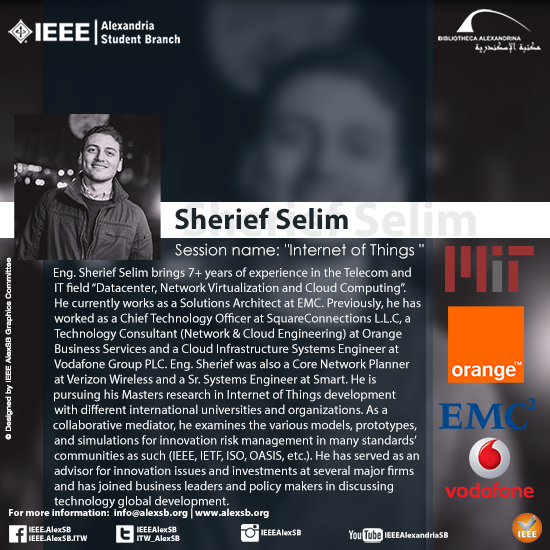 IEEE
Alexandria
Student Branch
BIBLIOTHECA ALEXANDRINA
مكتبة الإسكندرية
Sherief Selim
Sherief Selim
Session name: "Internet of Things "
Eng. Sherief Selim brings 7+ years of experience in the Telecom and
IT field “Datacenter, Network Virtualization and Cloud Computing”.
He currently works as a Solutions Architect at EMC. Previously, he has
worked as a Chief Technology Officer at SquareConnections L.L.C, a
Technology Consultant (Network & Cloud Engineering) at Orange
Business Services and a Cloud Infrastructure Systems Engineer at
Vodafone Group PLC. Eng. Sherief was also a Core Network Planner
at Verizon Wireless and a Sr. Systems Engineer at Smart. He is
pursuing his Masters research in Internet of Things development
with different international universities and organizations. As a
collaborative mediator, he examines the various models, prototypes,
and simulations for innovation risk management in many standards’
communities as such (IEEE, IETF, ISO, OASIS, etc.). He has served as an
advisor for innovation issues and investments at several major firms
and has joined business leaders and policy makers in discussing
technology global development.
MIT
orange™
EMC²
vodafone
© Designed by IEEE AlexSB Graphics Committee
For more information: info@alexsb.org | www.alexsb.org
IEEE.AlexSB
IEEE.AlexSB.ITW
IEEEAlexSB
ITW_AlexSB
IEEEAlexSB
YouTube
IEEEAlexandriaSB
IEEE